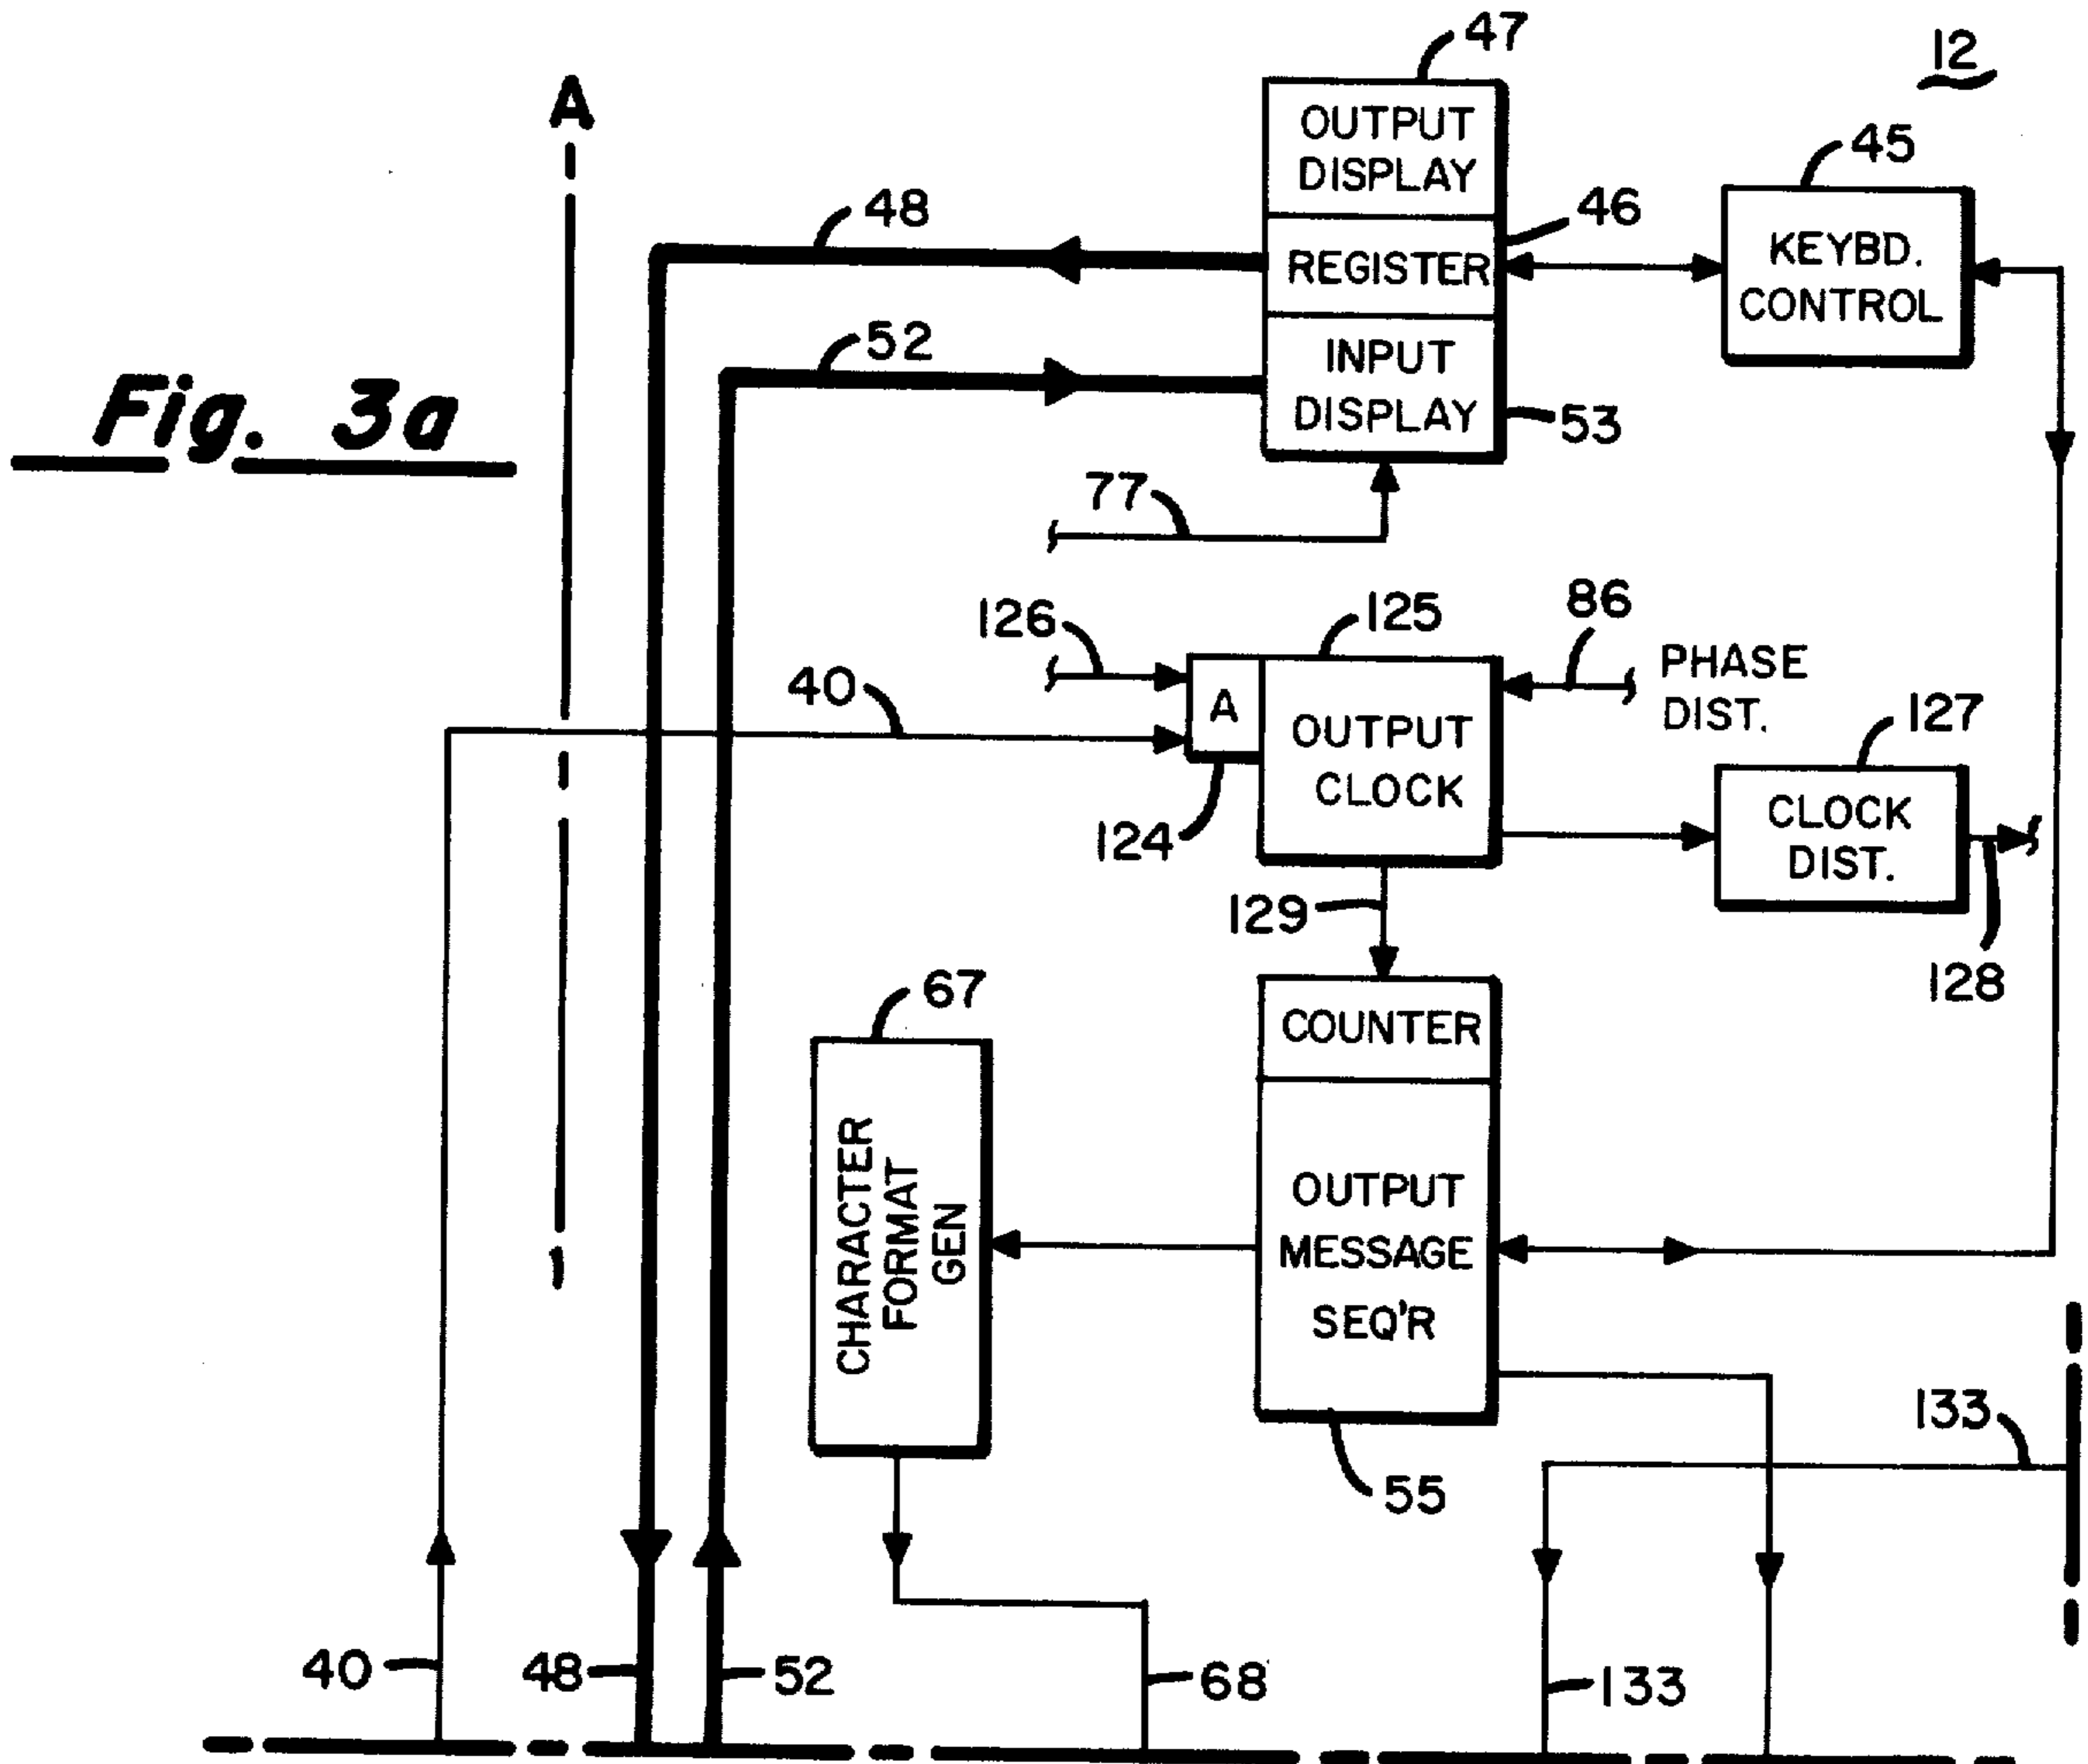 47
12
A
OUTPUT
DISPLAY
45
48
46
REGISTER
KEYBD.
CONTROL
52
INPUT
DISPLAY
53
Fig. 3a
77
126
125
86
PHASE
DIST.
40
A
OUTPUT
CLOCK
127
124
CLOCK
DIST.
129
128
67
COUNTER
CHARACTER
FORMAT
GEN
OUTPUT
MESSAGE
SEQ'R
133
55
40
48
52
68
133